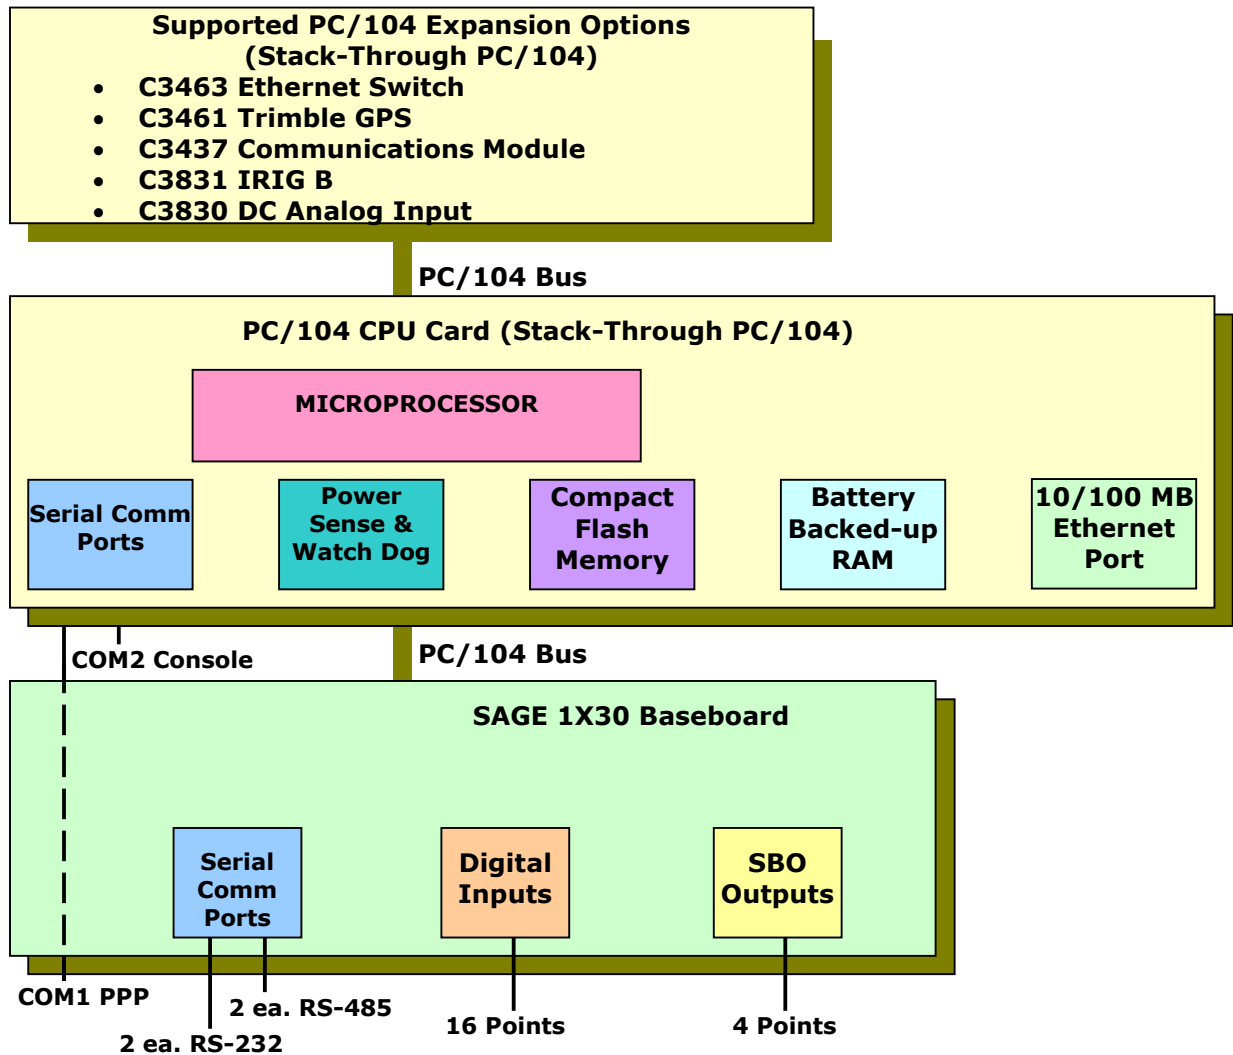 Supported PC/104 Expansion Options
(Stack-Through PC/104)
• C3463 Ethernet Switch
• C3461 Trimble GPS
• C3437 Communications Module
• C3831 IRIG B
• C3830 DC Analog Input
PC/104 Bus
PC/104 CPU Card (Stack-Through PC/104)
MICROPROCESSOR
Serial Comm
Ports
Power
Sense &
Watch Dog
Compact
Flash
Memory
Battery
Backed-up
RAM
10/100 MB
Ethernet
Port
COM2 Console
PC/104 Bus
SAGE 1X30 Baseboard
Serial
Comm
Ports
Digital
Inputs
SBO
Outputs
COM1 PPP
2 ea. RS-485
2 ea. RS-232
16 Points
4 Points